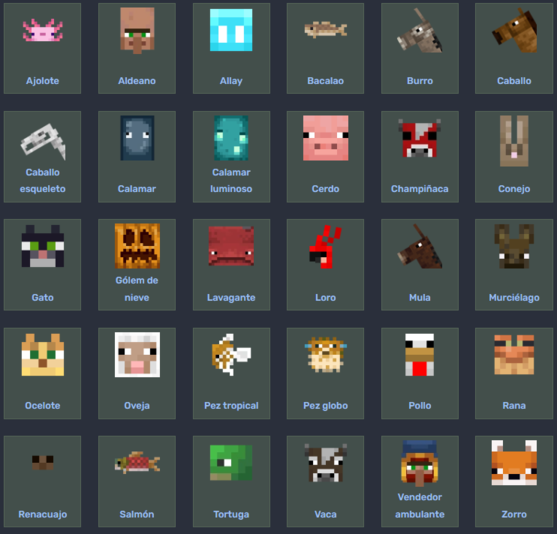 Ajolote
Aldeano
Allay
Bacalao
Burro
Caballo
Caballo
esqueleto
Calamar
Calamar
luminoso
Cerdo
Champiñaca
Conejo
Gato
Gólem de
nieve
Lavagante
Loro
Mula
Murciélago
Ocelote
Oveja
Pez tropical
Pez globo
Pollo
Rana
Renacuajo
Salmón
Tortuga
Vaca
Vendedor
ambulante
Zorro